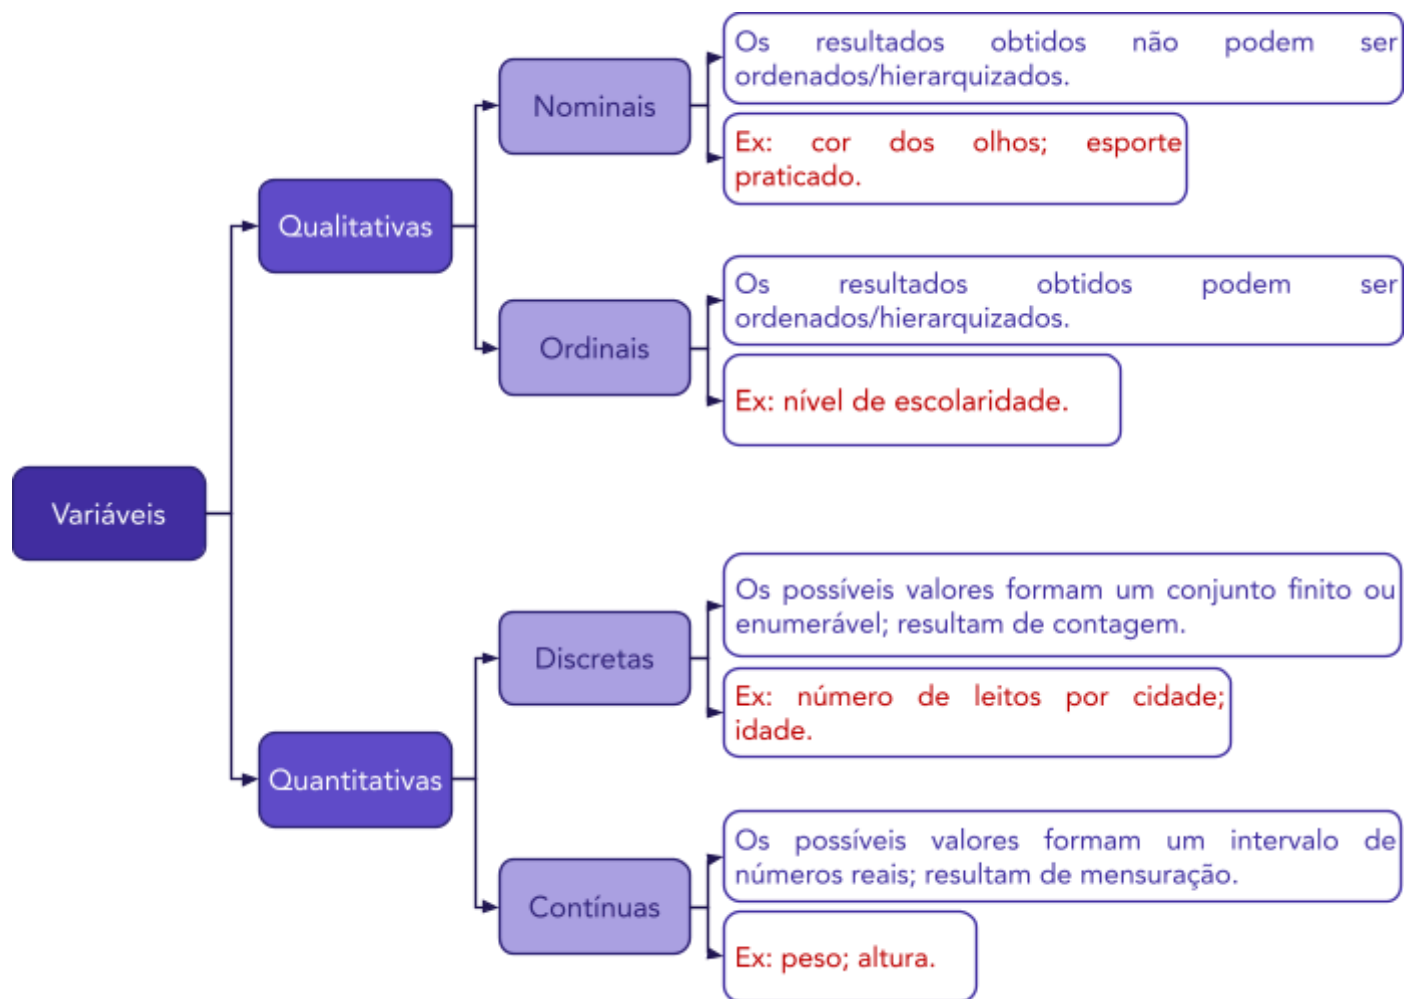 Variáveis
Qualitativas
Nominais
Os resultados obtidos não podem ser
ordenados/hierarquizados.
Ex: cor dos olhos; esporte
praticado.
Ordinais
Os resultados obtidos podem ser
ordenados/hierarquizados.
Ex: nível de escolaridade.
Quantitativas
Discretas
Os possíveis valores formam um conjunto finito ou
enumerável; resultam de contagem.
Ex: número de leitos por cidade;
idade.
Contínuas
Os possíveis valores formam um intervalo de
números reais; resultam de mensuração.
Ex: peso; altura.